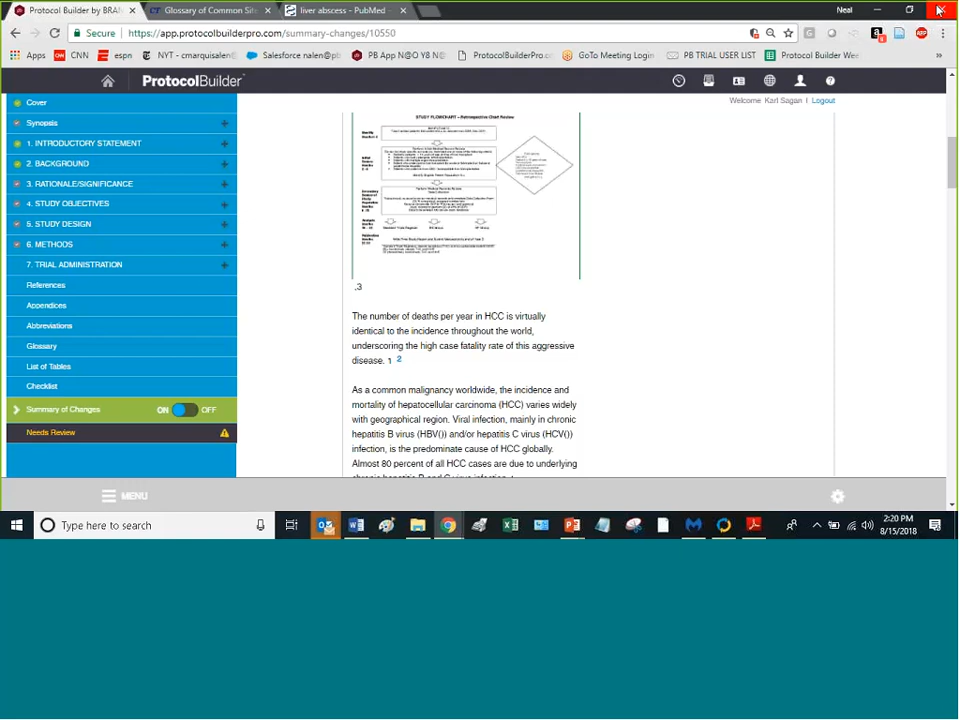 Protocol Builder by BRAN
Glossary of Common Sit
liver abscess - PubMed
Neal
Secure https://app.protocolbuilderpro.com/summary-changes/10550
Apps CNN espn NYT - cmarquisalen@ Salesforce nalen@pb PB App N@O Y8 N@ ProtocolBuilderPro.co GoTo Meeting Login PB TRIAL USER LIST Protocol Builder Wee
ProtocolBuilder
Welcome Karl Sagan | Logout
Cover
Synopsis
1. INTRODUCTORY STATEMENT
2. BACKGROUND
3. RATIONALE/SIGNIFICANCE
4. STUDY OBJECTIVES
5. STUDY DESIGN
6. METHODS
7. TRIAL ADMINISTRATION
References
Appendices
Abbreviations
Glossary
List of Tables
Checklist
Summary of Changes ON OFF
Needs Review
STUDY FLOWCHART – Retrospective Chart Review
.3
The number of deaths per year in HCC is virtually
identical to the incidence throughout the world,
underscoring the high case fatality rate of this aggressive
disease. 1 2
As a common malignancy worldwide, the incidence and
mortality of hepatocellular carcinoma (HCC) varies widely
with geographical region. Viral infection, mainly in chronic
hepatitis B virus (HBV()) and/or hepatitis C virus (HCV())
infection, is the predominate cause of HCC globally.
Almost 80 percent of all HCC cases are due to underlying
chronic hepatitis B and C virus infection.
MENU
Type here to search
2:20 PM
8/15/2018